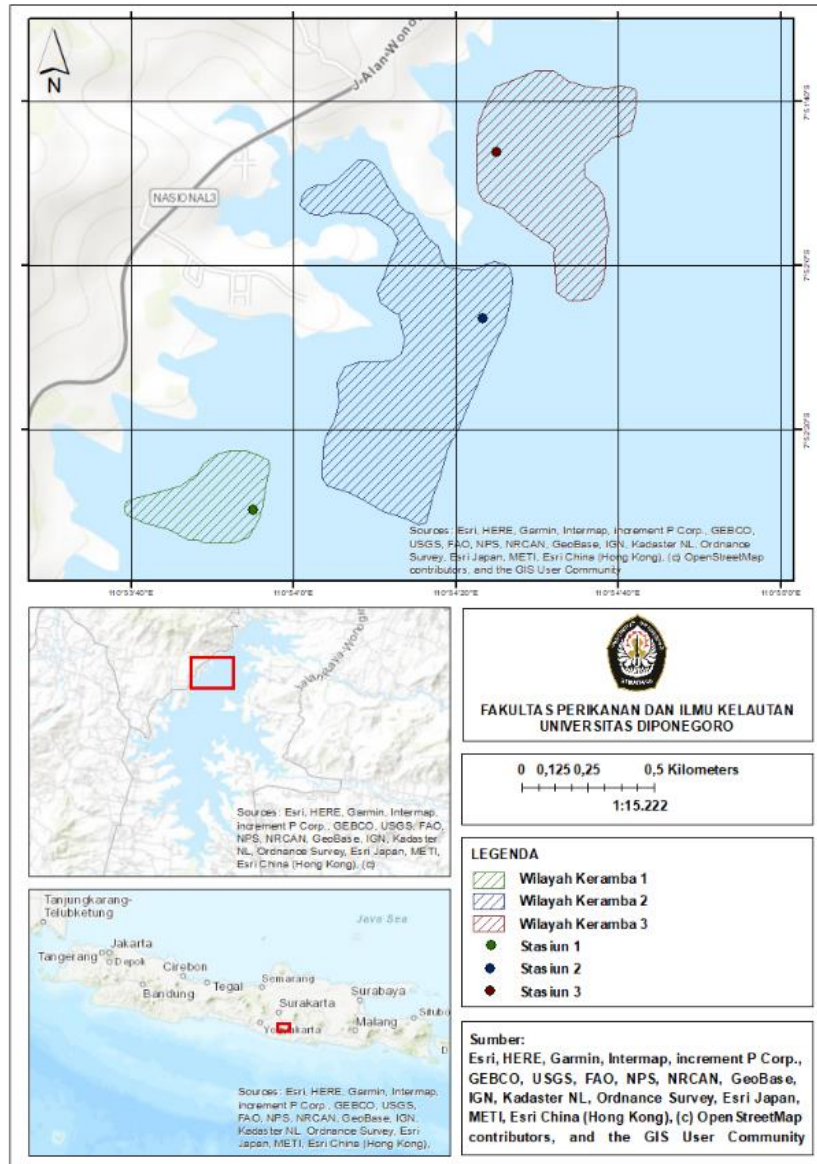 N
J-Alan-Wonog
NASIONAL3
7°51'40"S
7°52'0"S
7°52'20"S
Sources: Esri, HERE, Garmin, Intermap, increment P Corp., GEBCO,
USGS, FAO, NPS, NRCAN, GeoBase, IGN, Kadaster NL, Ordnance
Survey, Esri Japan, METI, Esri China (Hong Kong), (c) OpenStreetMap
contributors, and the GIS User Community
110°53'40"E
110°54'0"E
110°54'20"E
110°54'40"E
110°55'0"E
Sources: Esri, HERE, Garmin, Intermap,
increment P Corp., GEBCO, USGS, FAO,
NPS, NRCAN, GeoBase, IGN, Kadaster
NL, Ordnance Survey, Esri Japan, METI,
Esri China (Hong Kong), (c)
FAKULTAS PERIKANAN DAN ILMU KELAUTAN
UNIVERSITAS DIPONEGORO
0 0,125 0,25 0,5 Kilometers
1:15.222
LEGENDA
Wilayah Keramba 1
Wilayah Keramba 2
Wilayah Keramba 3
Stasiun 1
Stasiun 2
Stasiun 3
Tanjungkarang-
Telubketung
Java Sea
Jakarta
Tangerang
Depok
Cirebon
Tegal
Semarang
Bandung
Surakarta
Surabaya
Situbo
Yogyakarta
Malang
D
Sources: Esri, HERE, Garmin, Intermap,
increment P Corp., GEBCO, USGS,
FAO, NPS, NRCAN, GeoBase, IGN,
Kadaster NL, Ordnance Survey, Esri
Japan, METI, Esri China (Hong Kong),
Sumber:
Esri, HERE, Garmin, Intermap, increment P Corp.,
GEBCO, USGS, FAO, NPS, NRCAN, GeoBase,
IGN, Kadaster NL, Ordnance Survey, Esri Japan,
METI, Esri China (Hong Kong), (c) OpenStreetMap
contributors, and the GIS User Community